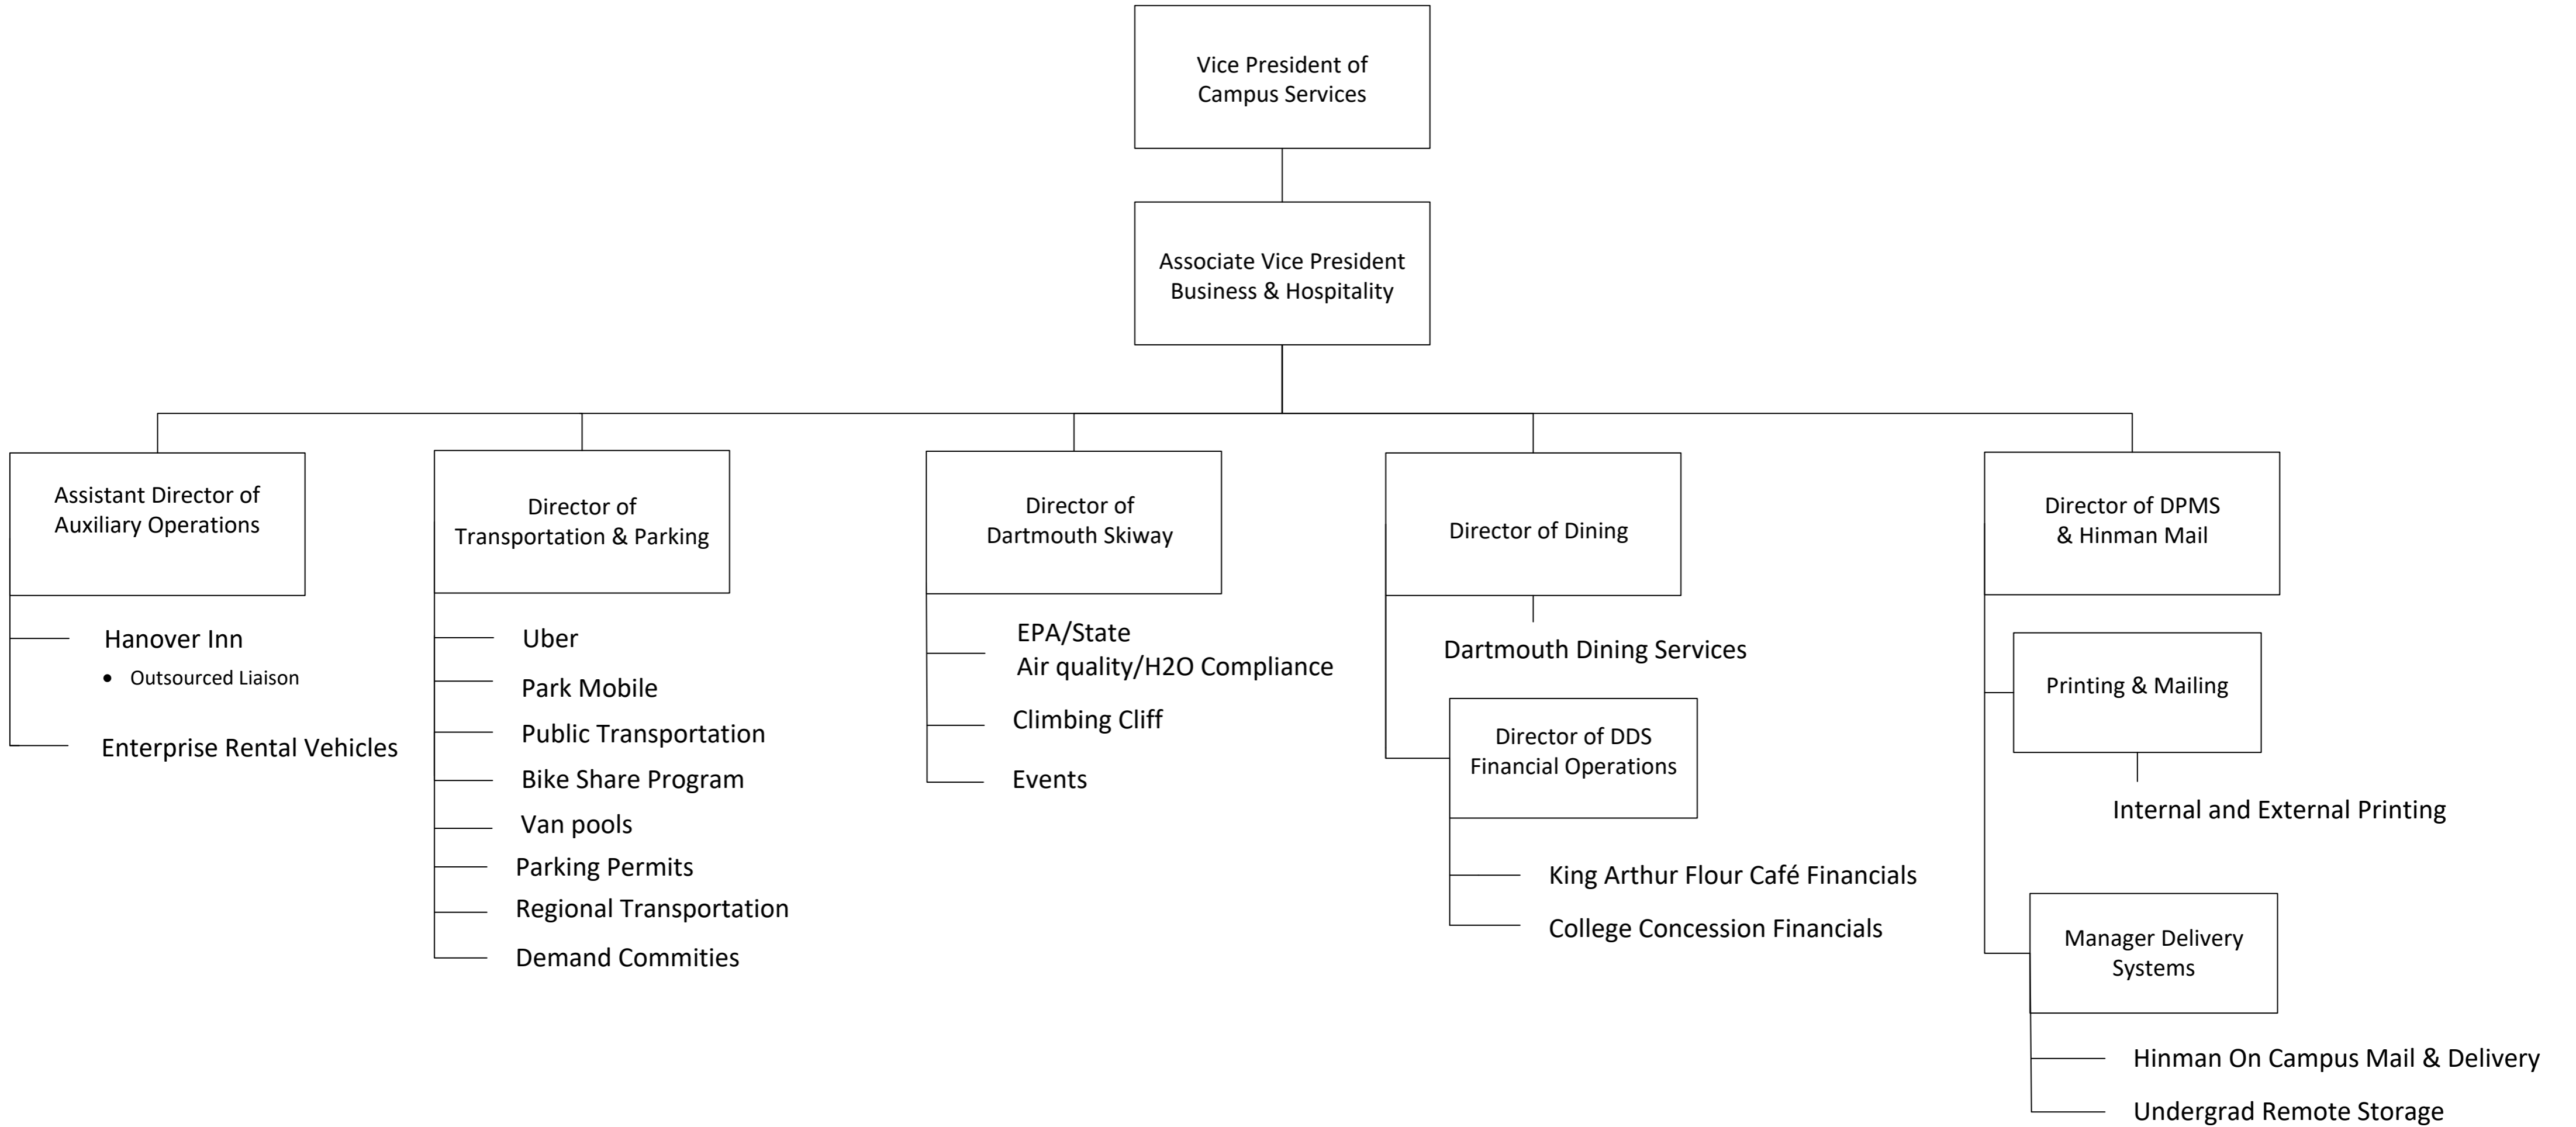 Vice President of
Campus Services
Associate Vice President
Business & Hospitality
Assistant Director of
Auxiliary Operations
Hanover Inn
• Outsourced Liaison
Enterprise Rental Vehicles
Director of
Transportation & Parking
Uber
Park Mobile
Public Transportation
Bike Share Program
Van pools
Parking Permits
Regional Transportation
Demand Commities
Director of
Dartmouth Skiway
EPA/State
Air quality/H2O Compliance
Climbing Cliff
Events
Director of Dining
Dartmouth Dining Services
Director of DDS
Financial Operations
King Arthur Flour Café Financials
College Concession Financials
Director of DPMS
& Hinman Mail
Printing & Mailing
Internal and External Printing
Manager Delivery
Systems
Hinman On Campus Mail & Delivery
Undergrad Remote Storage